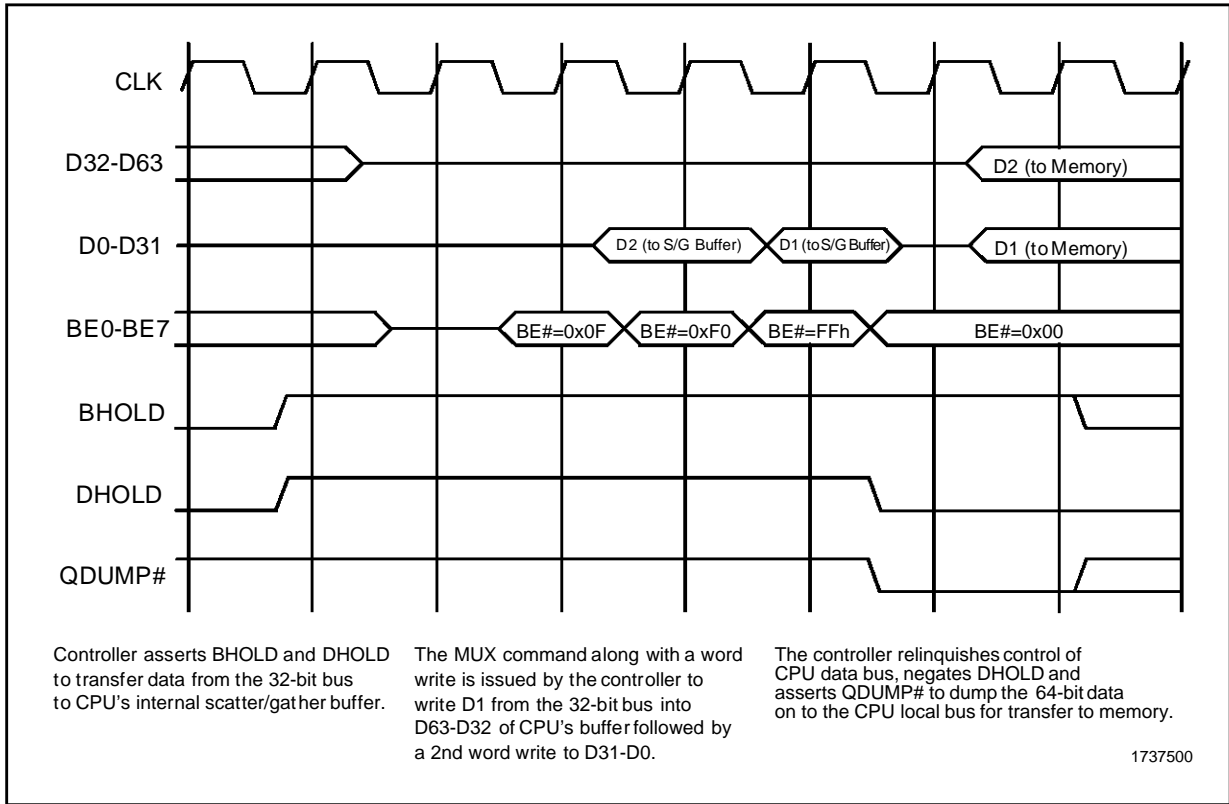 CLK
D32-D63
D2 (to Memory)
D0-D31
D2 (to S/G Buffer)
D1 (to S/G Buffer)
D1 (to Memory)
BE0-BE7
BE#=0x0F
BE#=0xF0
BE#=FFh
BE#=0x00
BHOLD
DHOLD
QDUMP#
Controller asserts BHOLD and DHOLD
to transfer data from the 32-bit bus
to CPU's internal scatter/gather buffer.
The MUX command along with a word
write is issued by the controller to
write D1 from the 32-bit bus into
D63-D32 of CPU's buffer followed by
a 2nd word write to D31-D0.
The controller relinquishes control of
CPU data bus, negates DHOLD and
asserts QDUMP# to dump the 64-bit data
on to the CPU local bus for transfer to memory.
1737500